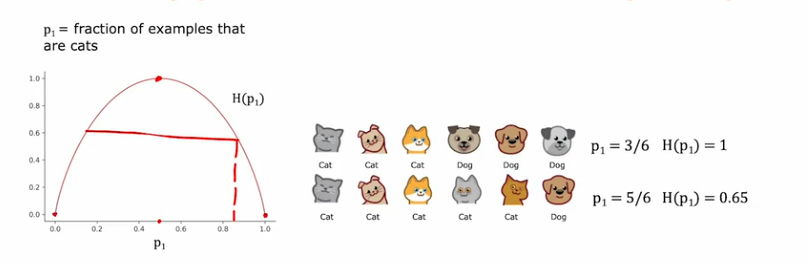 p₁ = fraction of examples that
are cats
1.0
0.8
0.6
0.4
0.2
0.0
0.0 0.2 0.4 0.6 0.8 1.0
p₁
H(p₁)
Cat Cat Cat Dog Dog Dog
p₁ = 3/6 H(p₁) = 1
Cat Cat Cat Cat Cat Dog
p₁ = 5/6 H(p₁) = 0.65